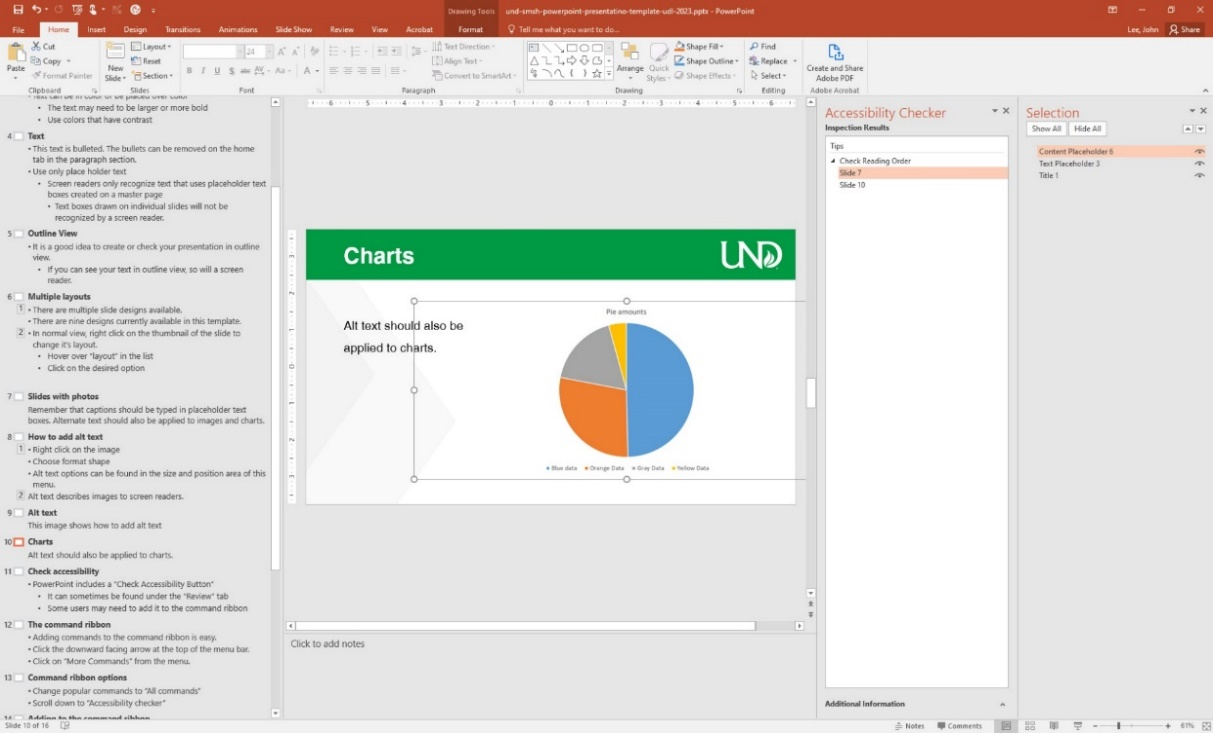 Drawing Tools
und-smsh-powerpoint-presentatino-template-udl-2023.pptx - PowerPoint
File
Home
Insert
Design
Transitions
Animations
Slide Show
Review
View
Acrobat
Format
Tell me what you want to do...
Lee, John
Share
Paste
Cut
Copy
Format Painter
Clipboard
New
Slide
Layout
Reset
Section
Slides
24
B I U S abc AV Aa A
Font
Text Direction
Align Text
Convert to SmartArt
Paragraph
Arrange
Quick
Styles
Shape Fill
Shape Outline
Shape Effects
Drawing
Find
Replace
Select
Editing
Create and Share
Adobe PDF
Adobe Acrobat
• The text may need to be larger or more bold
• Use colors that have contrast
4 Text
• This text is bulleted. The bullets can be removed on the home
tab in the paragraph section.
• Use only place holder text
• Screen readers only recognize text that uses placeholder text
boxes created on a master page
• Text boxes drawn on individual slides will not be
recognized by a screen reader.
5 Outline View
• It is a good idea to create or check your presentation in outline
view.
• If you can see your text in outline view, so will a screen
reader.
6 Multiple layouts
1 • There are multiple slide designs available.
• There are nine designs currently available in this template.
2 • In normal view, right click on the thumbnail of the slide to
change it's layout.
• Hover over "layout" in the list
• Click on the desired option
7 Slides with photos
Remember that captions should be typed in placeholder text
boxes. Alternate text should also be applied to images and charts.
8 How to add alt text
1 • Right click on the image
• Choose format shape
• Alt text options can be found in the size and position area of this
menu.
2 Alt text describes images to screen readers.
9 Alt text
This image shows how to add alt text
10 Charts
Alt text should also be applied to charts.
11 Check accessibility
• PowerPoint includes a "Check Accessibility Button"
• It can sometimes be found under the "Review" tab
• Some users may need to add it to the command ribbon
12 The command ribbon
• Adding commands to the command ribbon is easy.
• Click the downward facing arrow at the top of the menu bar.
• Click on "More Commands" from the menu.
13 Command ribbon options
• Change popular commands to "All commands"
• Scroll down to "Accessibility checker"
14 Adding to the command ribbon
Charts
UND
Alt text should also be
applied to charts.
Pie amounts
Blue data Orange Data Gray Data Yellow Data
Click to add notes
Accessibility Checker
Inspection Results
Tips
Check Reading Order
Slide 7
Slide 10
Additional Information
Selection
Show All
Hide All
Content Placeholder 6
Text Placeholder 3
Title 1
Slide 10 of 16
Notes
Comments
61%